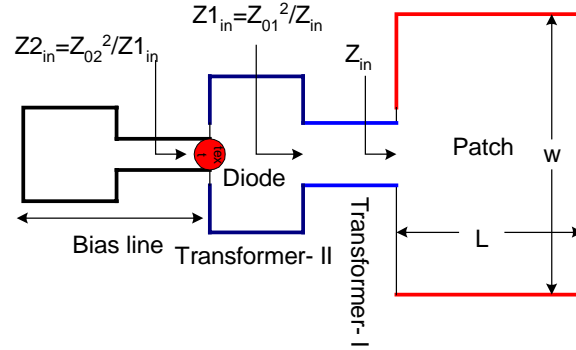 Z2in=Z02²/Z1in
Z1in=Z01²/Zin
Zin
Patch
W
Diode
Bias line
Transformer- II
Transformer- I
L